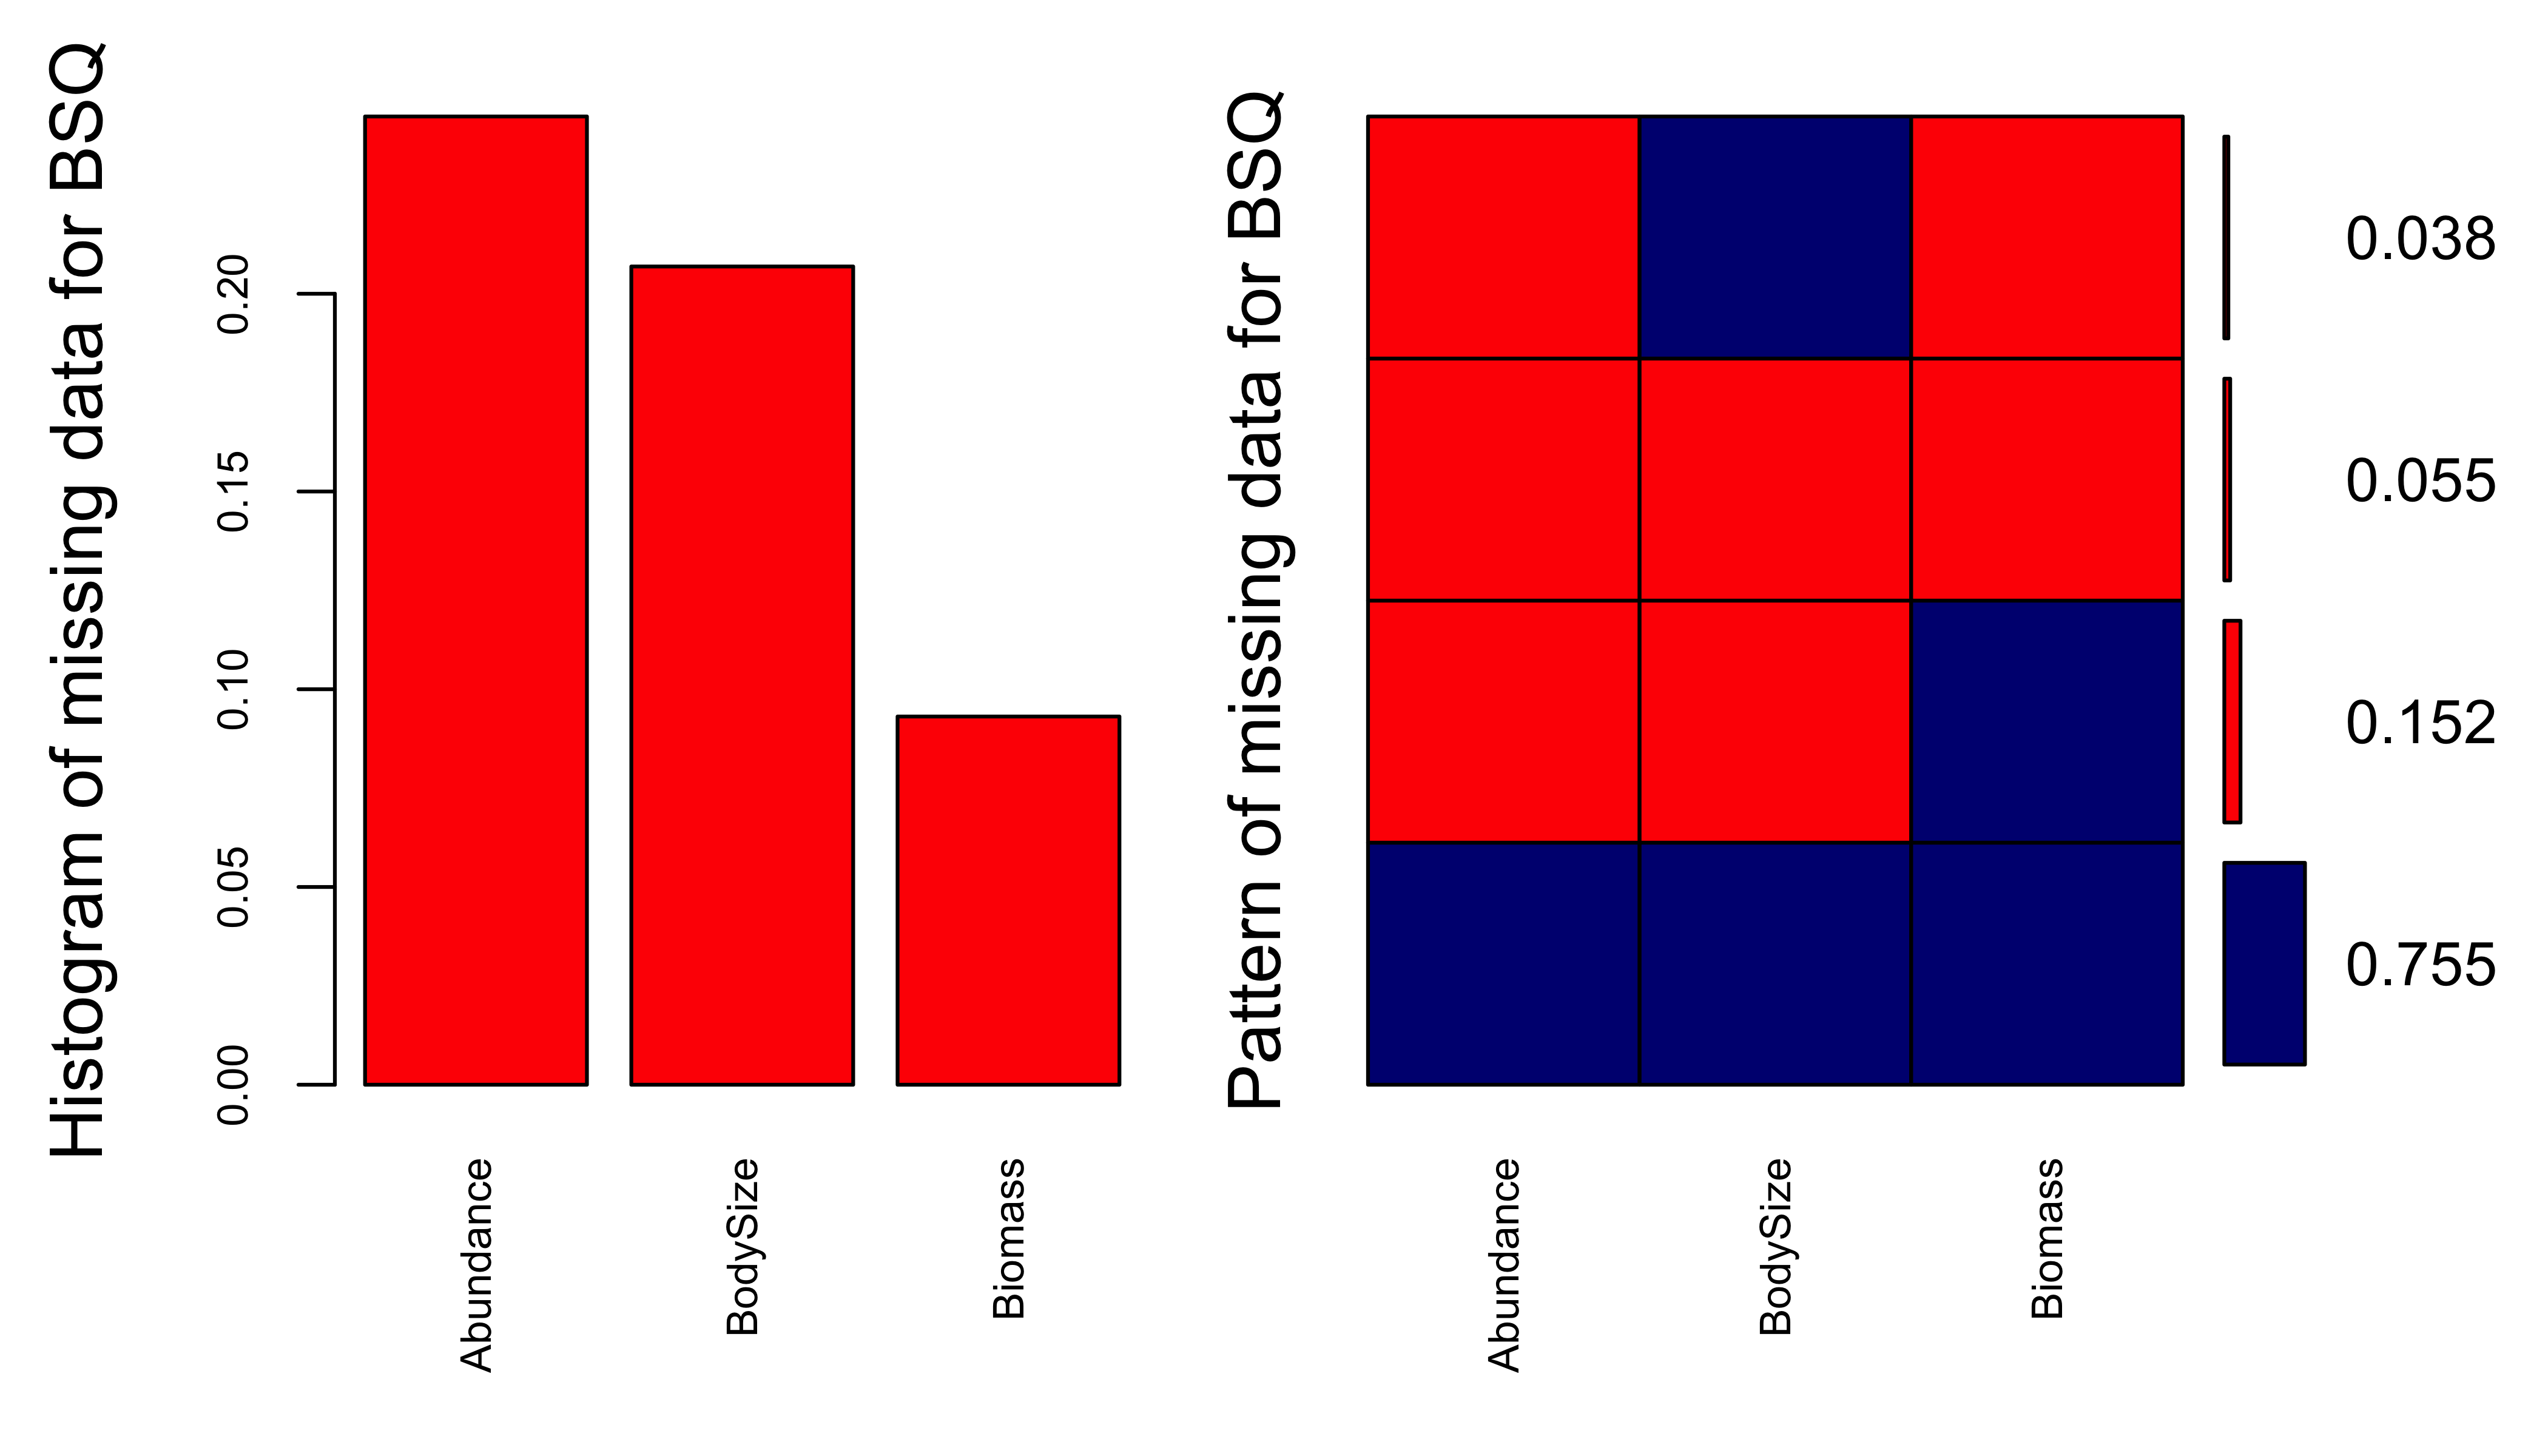 Histogram of missing data for BSQ
0.20
0.15
0.10
0.05
0.00
Abundance
BodySize
Biomass
Pattern of missing data for BSQ
0.038
0.055
0.152
0.755
Abundance
BodySize
Biomass